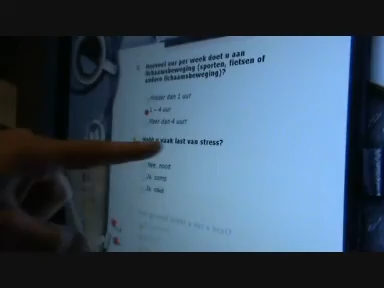 Hoeveel uur per week doet u aan
lichaamsbeweging (sporten, fietsen of
andere lichaamsbeweging)?
Minder dan 1 uur
1 - 4 uur
Meer dan 4 uur
Hebt u vaak last van stress?
Nee, nooit
Ja, soms
Ja, vaak